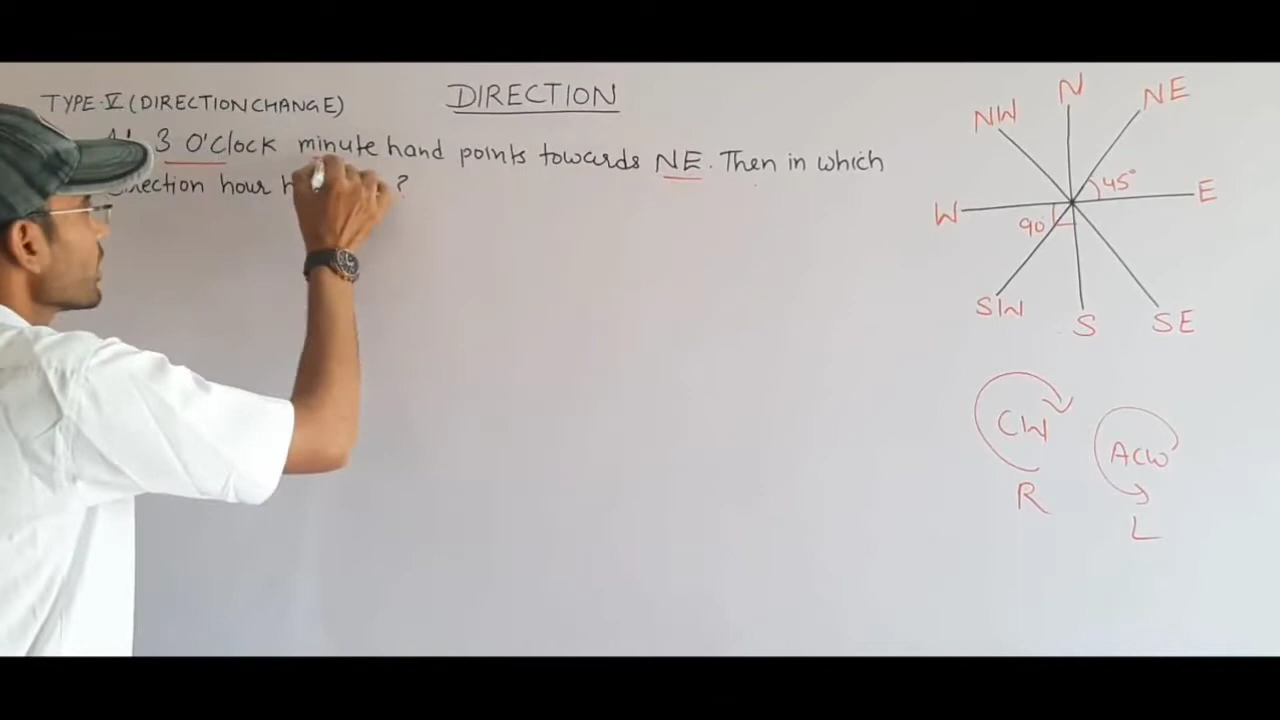 DIRECTION
TYPE-V (DIRECTION CHANGE)
3 O'Clock minute hand points towards NE. Then in which
hour ?
N
NW
NE
W
E
45°
90
SW
S
SE
CW
R
ACW
L